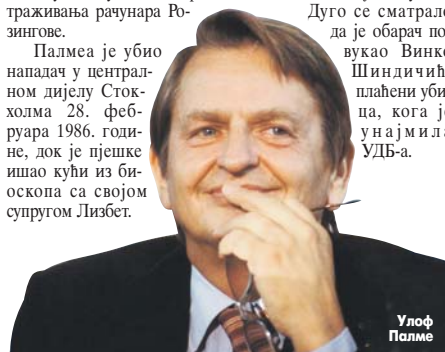 траживања рачунара Ро-
зингове.
Палмеа је убио
нападач у централ-
ном дијелу Сток-
холма 28. феб-
руара 1986. годи-
не, док је пјешке
ишао кући из би-
оскопа са својом
супругом Лизбет.
Дуго се сматрало
да је обарач по-
вукао Винко
Шиндичић
плаћени уби-
ца, кога је
унајмила
УДБ-а.
Улоф
Палме